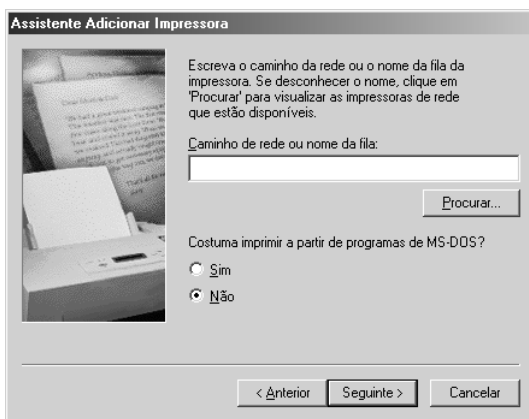 Assistente Adicionar Impressora
Escreva o caminho da rede ou o nome da fila da
impressora. Se desconhecer o nome, clique em
'Procurar' para visualizar as impressoras de rede
que estão disponíveis.
Caminho de rede ou nome da fila:
Procurar...
Costuma imprimir a partir de programas de MS-DOS?
Sim
Não
< Anterior
Seguinte >
Cancelar